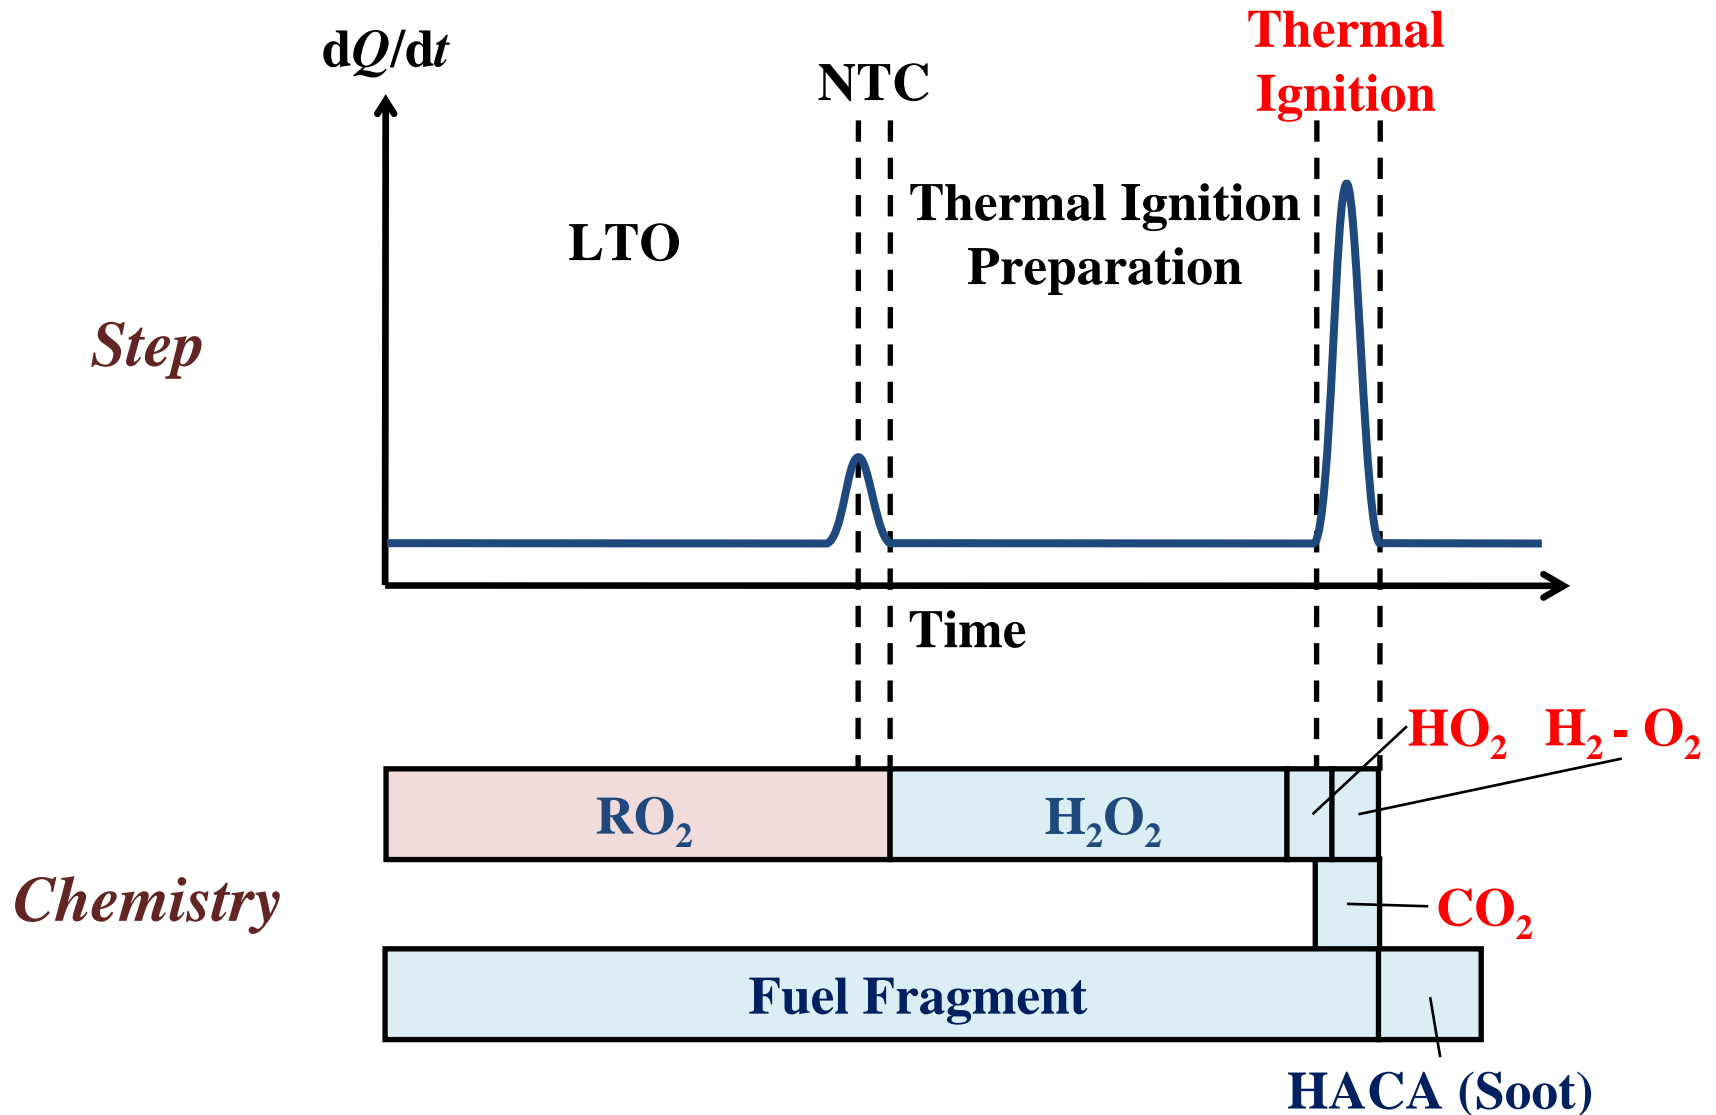 dQ/dt
NTC
Thermal
Ignition
LTO
Thermal Ignition
Preparation
Step
Time
HO₂
H₂ - O₂
RO₂
H₂O₂
Chemistry
CO₂
Fuel Fragment
HACA (Soot)